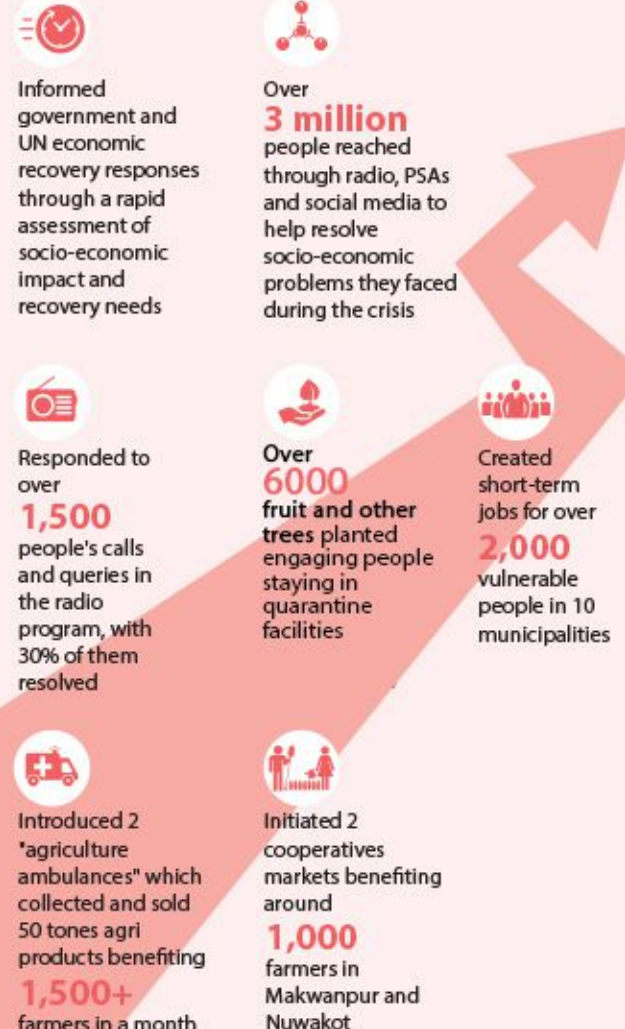 Informed
government and
UN economic
recovery responses
through a rapid
assessment of
socio-economic
impact and
recovery needs
Over
3 million
people reached
through radio, PSAs
and social media to
help resolve
socio-economic
problems they faced
during the crisis
Responded to
over
1,500
people's calls
and queries in
the radio
program, with
30% of them
resolved
Over
6000
fruit and other
trees planted
engaging people
staying in
quarantine
facilities
Created
short-term
jobs for over
2,000
vulnerable
people in 10
municipalities
Introduced 2
"agriculture
ambulances" which
collected and sold
50 tones agri
products benefiting
1,500+
farmers in a month
Initiated 2
cooperatives
markets benefiting
around
1,000
farmers in
Makwanpur and
Nuwakot